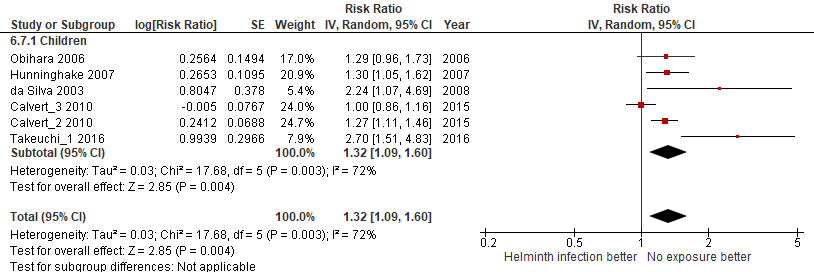 Risk Ratio Risk Ratio
Study or Subgroup log[Risk Ratio] SE Weight IV, Random, 95% CI Year IV, Random, 95% CI
6.7.1 Children
Obihara 2006 0.2564 0.1494 17.0% 1.29 [0.96, 1.73] 2006
Hunninghake 2007 0.2653 0.1095 20.9% 1.30 [1.05, 1.62] 2007
da Silva 2003 0.8047 0.378 5.4% 2.24 [1.07, 4.69] 2008
Calvert_3 2010 -0.005 0.0767 24.0% 1.00 [0.86, 1.16] 2015
Calvert_2 2010 0.2412 0.0688 24.7% 1.27 [1.11, 1.46] 2015
Takeuchi_1 2016 0.9939 0.2966 7.9% 2.70 [1.51, 4.83] 2016
Subtotal (95% CI) 100.0% 1.32 [1.09, 1.60]
Heterogeneity: Tau² = 0.03; Chi² = 17.68, df = 5 (P = 0.003); I² = 72%
Test for overall effect: Z = 2.85 (P = 0.004)
Total (95% CI) 100.0% 1.32 [1.09, 1.60]
Heterogeneity: Tau² = 0.03; Chi² = 17.68, df = 5 (P = 0.003); I² = 72%
Test for overall effect: Z = 2.85 (P = 0.004)
Test for subgroup differences: Not applicable
0.2 0.5 1 2 5
Helminth infection better No exposure better